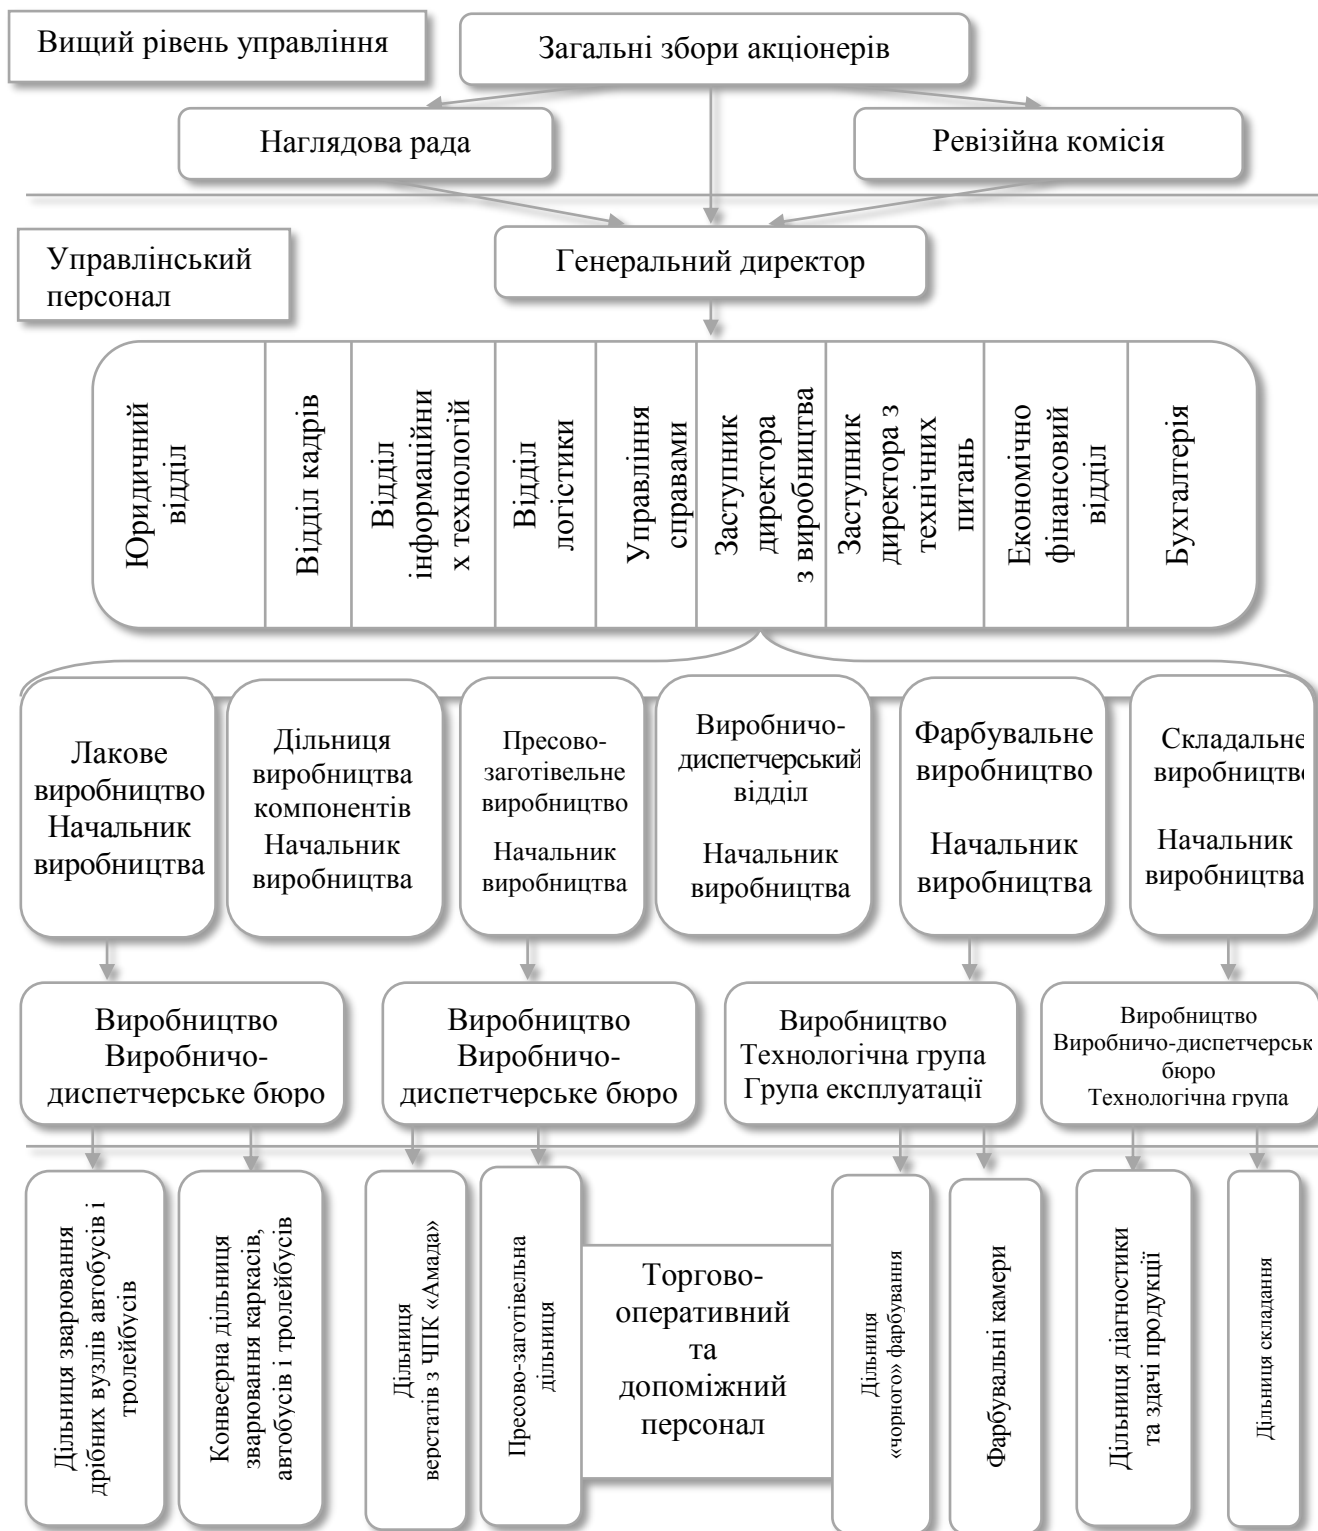 Вищий рівень управління
Загальні збори акціонерів
Наглядова рада
Ревізійна комісія
Управлінський
персонал
Генеральний директор
Юридичний
відділ
Відділ кадрів
Відділ
інформаційни
х технологій
Відділ
логістики
Управління
справами
Заступник
директора
з виробництва
Заступник
директора з
технічних
питань
Економічно
фінансовий
відділ
Бухгалтерія
Лакове
виробництво
Начальник
виробництва
Дільниця
виробництва
компонентів
Начальник
виробництва
Пресово-
заготівельне
виробництво
Начальник
виробництва
Виробничо-
диспетчерський
відділ
Начальник
виробництва
Фарбувальне
виробництво
Начальник
виробництва
Складальне
виробництво
Начальник
виробництва
Виробництво
Виробничо-
диспетчерське бюро
Виробництво
Виробничо-
диспетчерське бюро
Виробництво
Технологічна група
Група експлуатації
Виробництво
Виробничо-диспетчерськ
бюро
Технологічна група
Дільниця зварювання
дрібних вузлів автобусів і
тролейбусів
Конвеєрна дільниця
зварювання каркасів,
автобусів і тролейбусів
Дільниця
верстатів з ЧПК «Амада»
Пресово-заготівельна
дільниця
Торгово-
оперативний
та
допоміжний
персонал
Дільниця
«чорного» фарбування
Фарбувальні камери
Дільниця діагностики
та здачі продукції
Дільниця складання